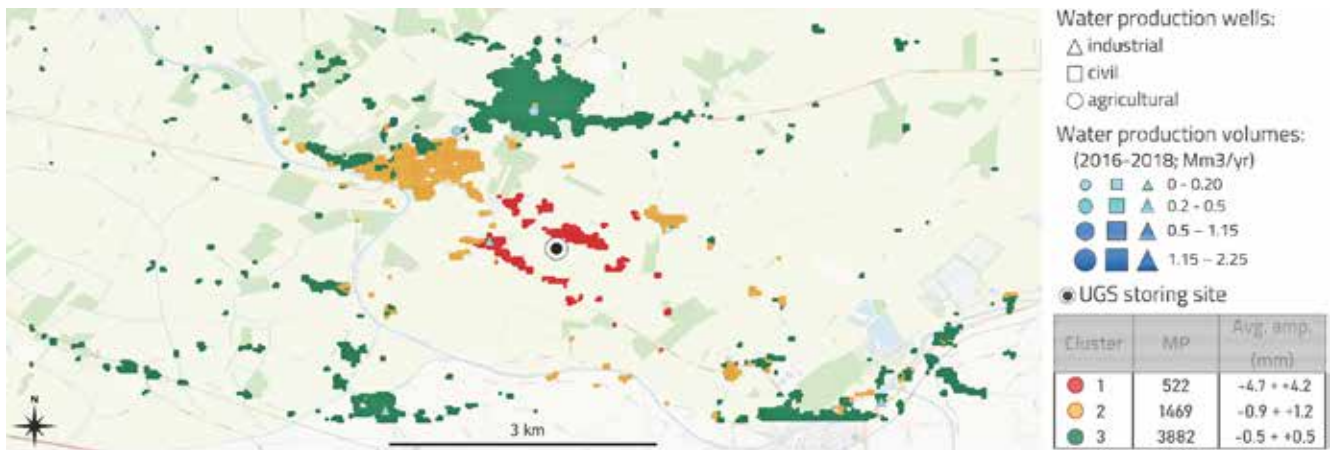 Water production wells:
industrial
civil
agricultural
Water production volumes:
(2016-2018; Mm3/yr)
0 - 0.20
0.2 - 0.5
0.5 - 1.15
1.15 - 2.25
UGS storing site
Cluster MP Avg. amp. (mm)
1 522 -4.7 ÷ +4.2
2 1469 -0.9 ÷ +1.2
3 3882 -0.5 ÷ +0.5
N
3 km